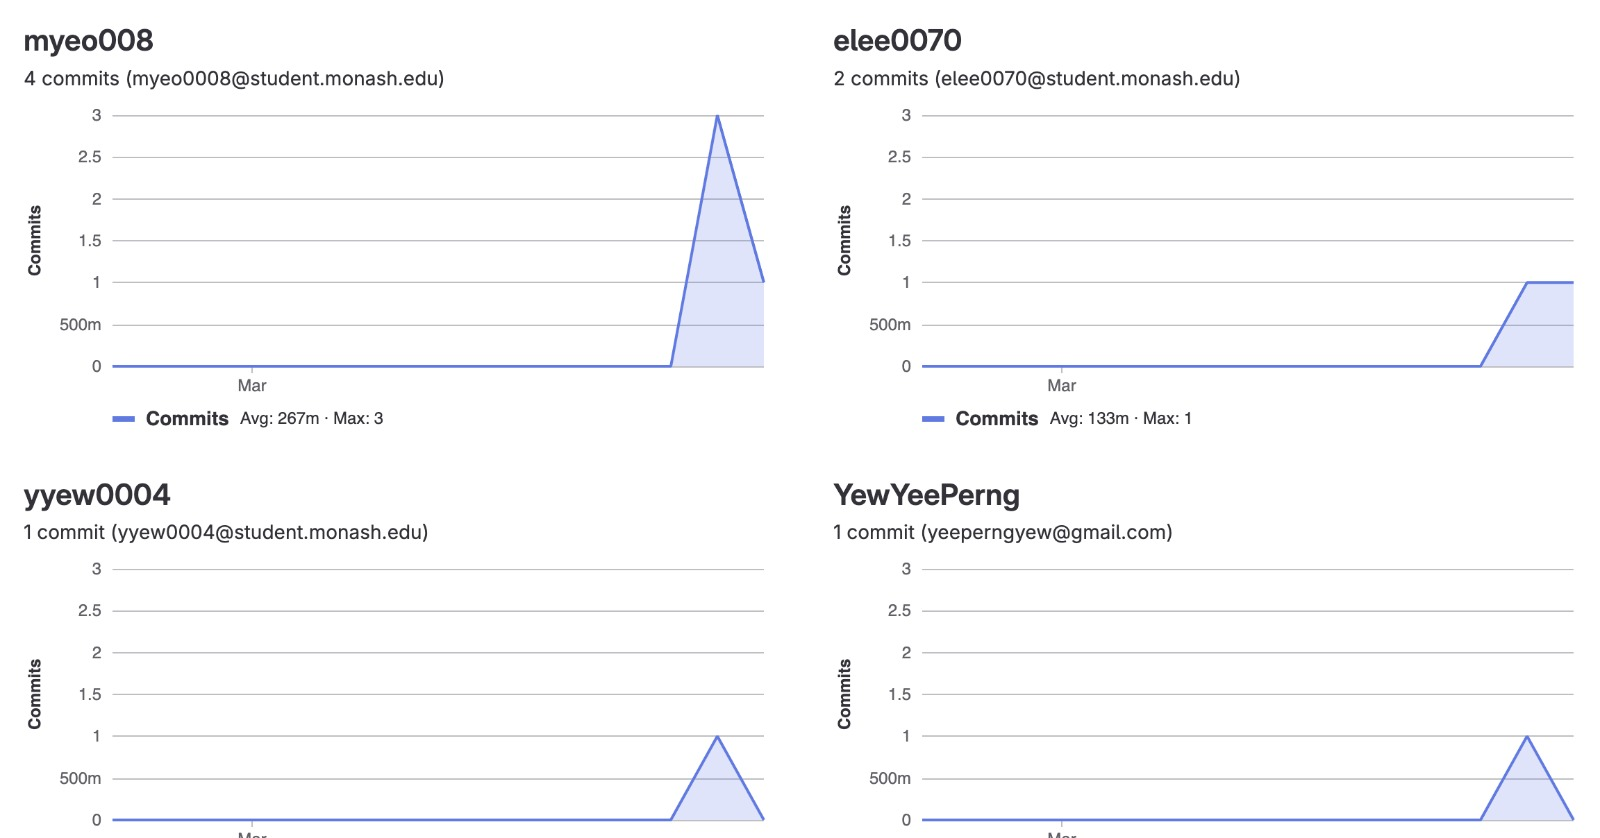 myeo008
4 commits (myeo0008@student.monash.edu)
3
2.5
2
1.5
1
500m
0
Commits
Mar
Commits Avg: 267m · Max: 3
elee0070
2 commits (elee0070@student.monash.edu)
3
2.5
2
1.5
1
500m
0
Commits
Mar
Commits Avg: 133m · Max: 1
yyew0004
1 commit (yyew0004@student.monash.edu)
3
2.5
2
1.5
1
500m
0
Commits
Mar
YewYeePerng
1 commit (yeeperngyew@gmail.com)
3
2.5
2
1.5
1
500m
0
Commits
Mar